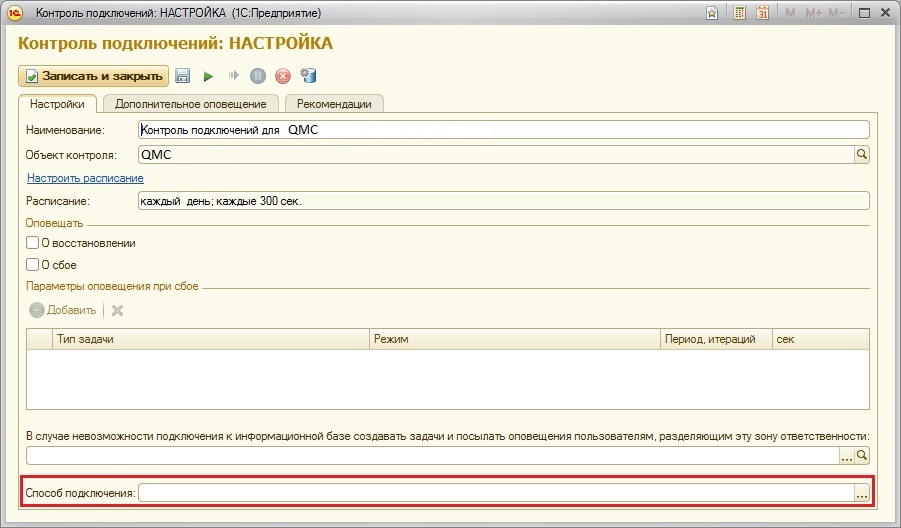 Контроль подключений: НАСТРОЙКА (1С:Предприятие)
M M+ M-
Контроль подключений: НАСТРОЙКА
Записать и закрыть
Настройки Дополнительное оповещение Рекомендации
Наименование: Контроль подключений для QMC
Объект контроля: QMC
Настроить расписание
Расписание: каждый день; каждые 300 сек.
Оповещать
О восстановлении
О сбое
Параметры оповещения при сбое
Добавить
Тип задачи Режим Период, итераций сек
В случае невозможности подключения к информационной базе создавать задачи и посылать оповещения пользователям, разделяющим эту зону ответственности:
...
Способ подключения: ...